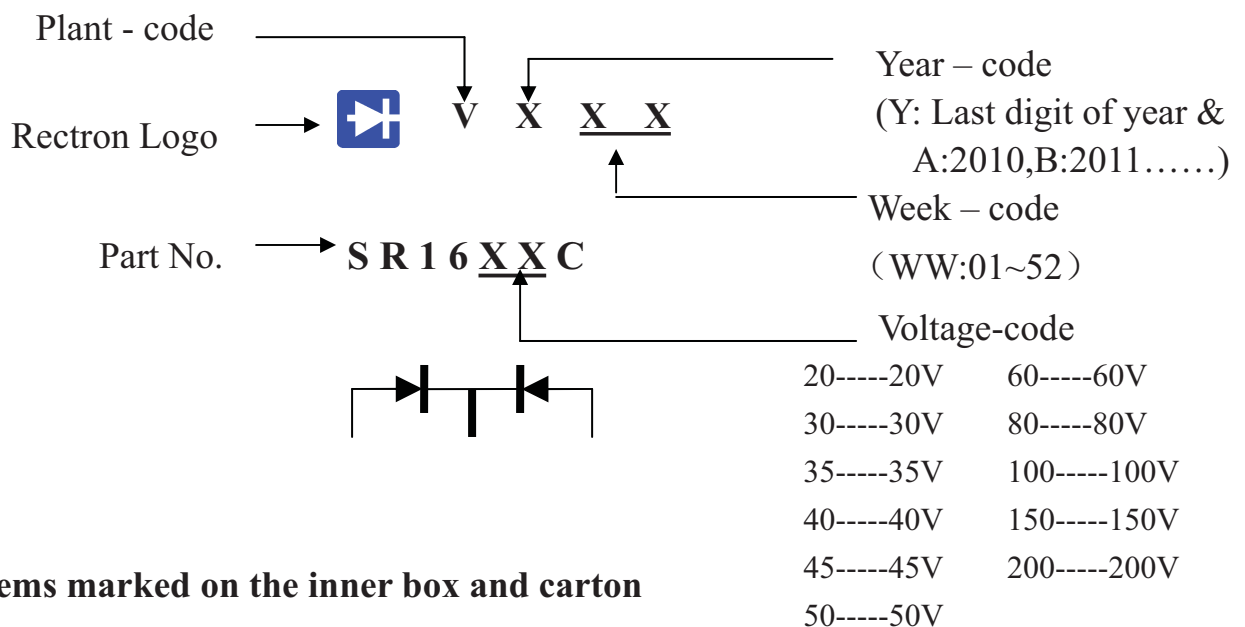 Plant - code
Year – code
V X X X
(Y: Last digit of year &
Rectron Logo
A:2010,B:2011……)
Week – code
Part No.
S R 1 6 X X C
（WW:01~52）
Voltage-code
20-----20V 60-----60V
30-----30V 80-----80V
35-----35V 100-----100V
40-----40V 150-----150V
45-----45V 200-----200V
marked on the inner box and carton
50-----50V